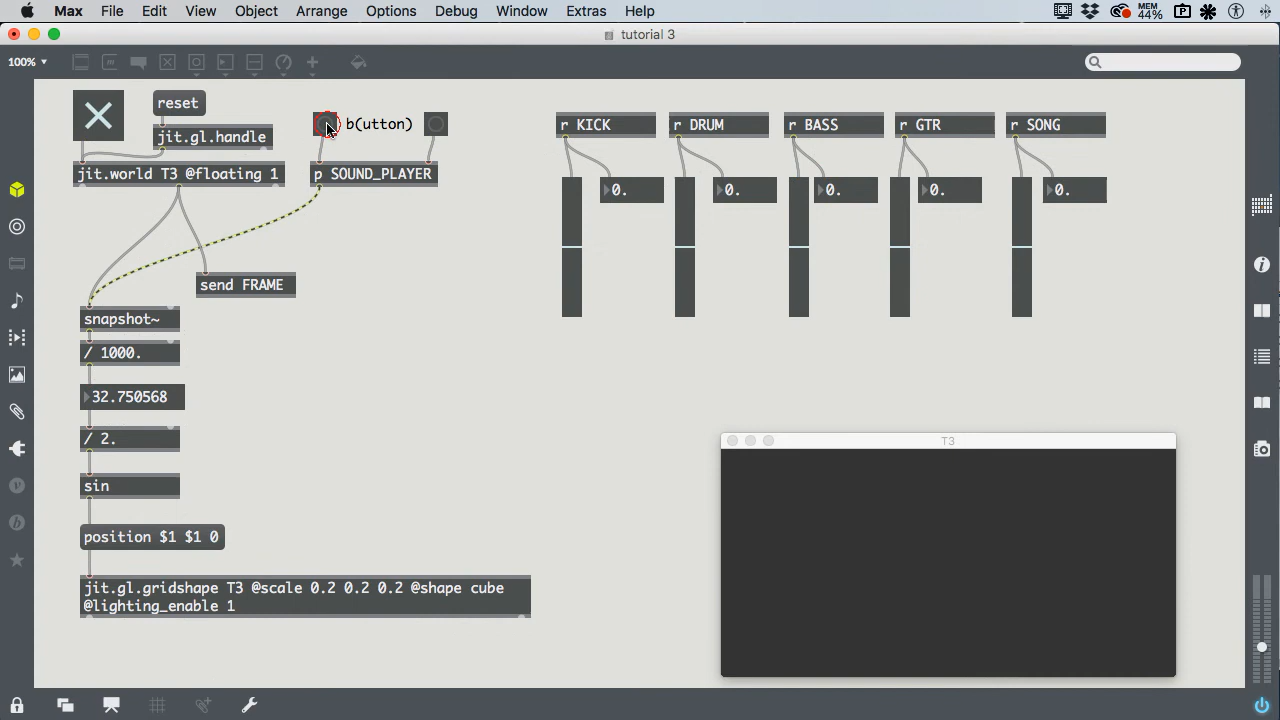 Max File Edit View Object Arrange Options Debug Window Extras Help MEM 44%
tutorial 3
100%
reset
jit.gl.handle
jit.world T3 @floating 1
b(utton)
p SOUND_PLAYER
send FRAME
snapshot~
/ 1000.
32.750568
/ 2.
sin
position $1 $1 0
jit.gl.gridshape T3 @scale 0.2 0.2 0.2 @shape cube
@lighting_enable 1
r KICK
r DRUM
r BASS
r GTR
r SONG
0.
0.
0.
0.
0.
T3